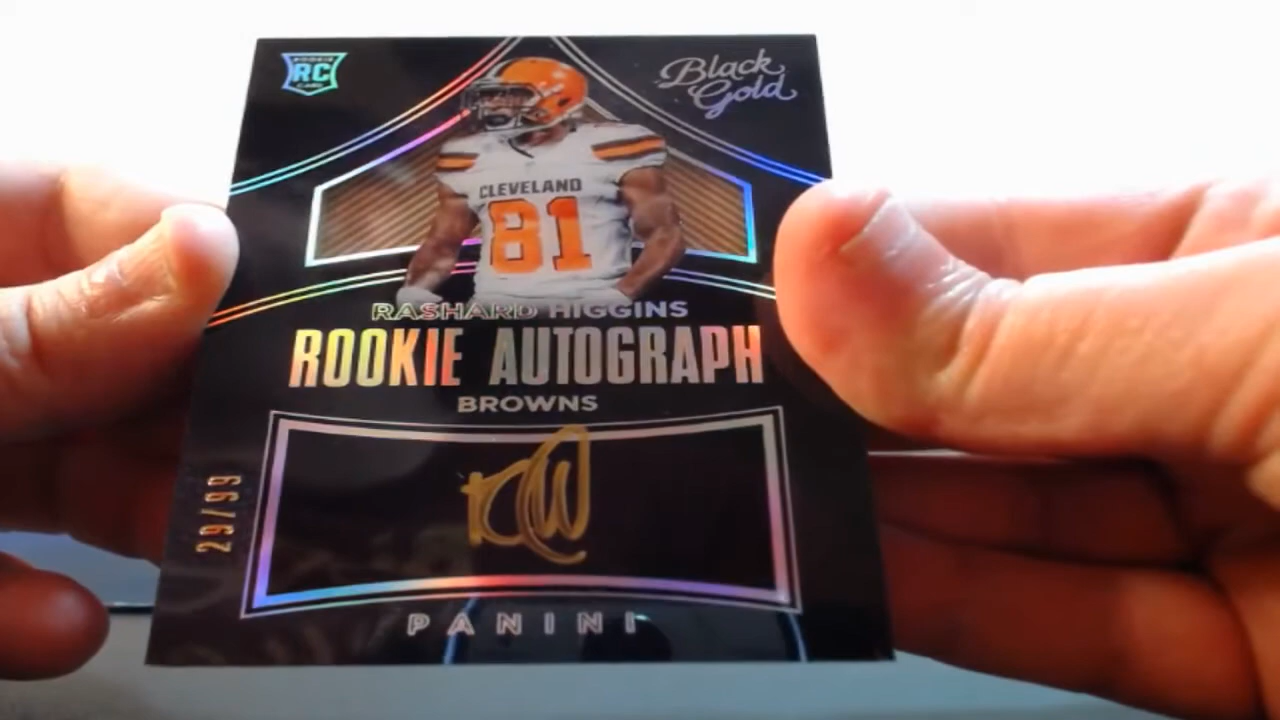 ROOKIE
RC
CARD
Black
Gold
CLEVELAND
81
RASHARD HIGGINS
ROOKIE AUTOGRAPH
BROWNS
29/99
PANINI